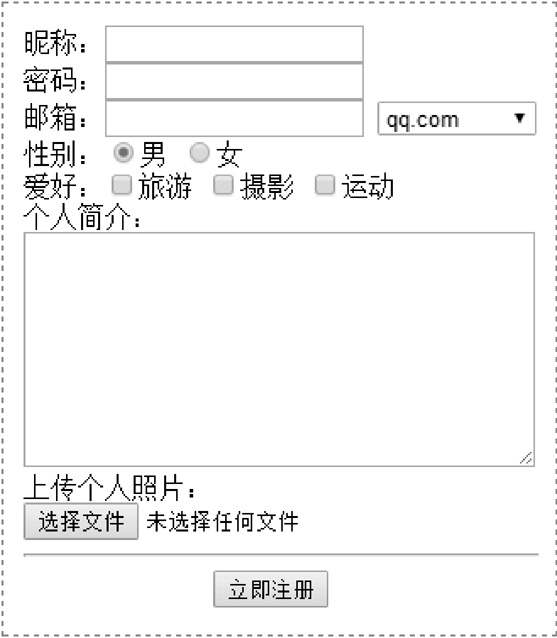 昵称：
密码：
邮箱： qq.com
性别： 男 女
爱好： 旅游 摄影 运动
个人简介：
上传个人照片：
选择文件 未选择任何文件
立即注册